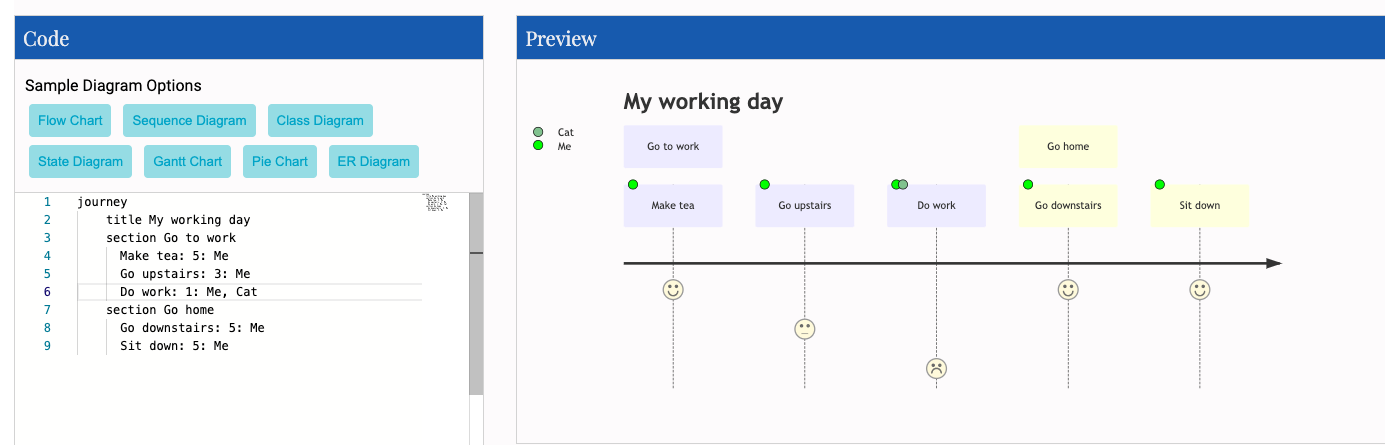 Code
Sample Diagram Options
Flow Chart
Sequence Diagram
Class Diagram
State Diagram
Gantt Chart
Pie Chart
ER Diagram
1 journey
2 title My working day
3 section Go to work
4 Make tea: 5: Me
5 Go upstairs: 3: Me
6 Do work: 1: Me, Cat
7 section Go home
8 Go downstairs: 5: Me
9 Sit down: 5: Me
Preview
My working day
Cat
Me
Go to work
Go home
Make tea
Go upstairs
Do work
Go downstairs
Sit down